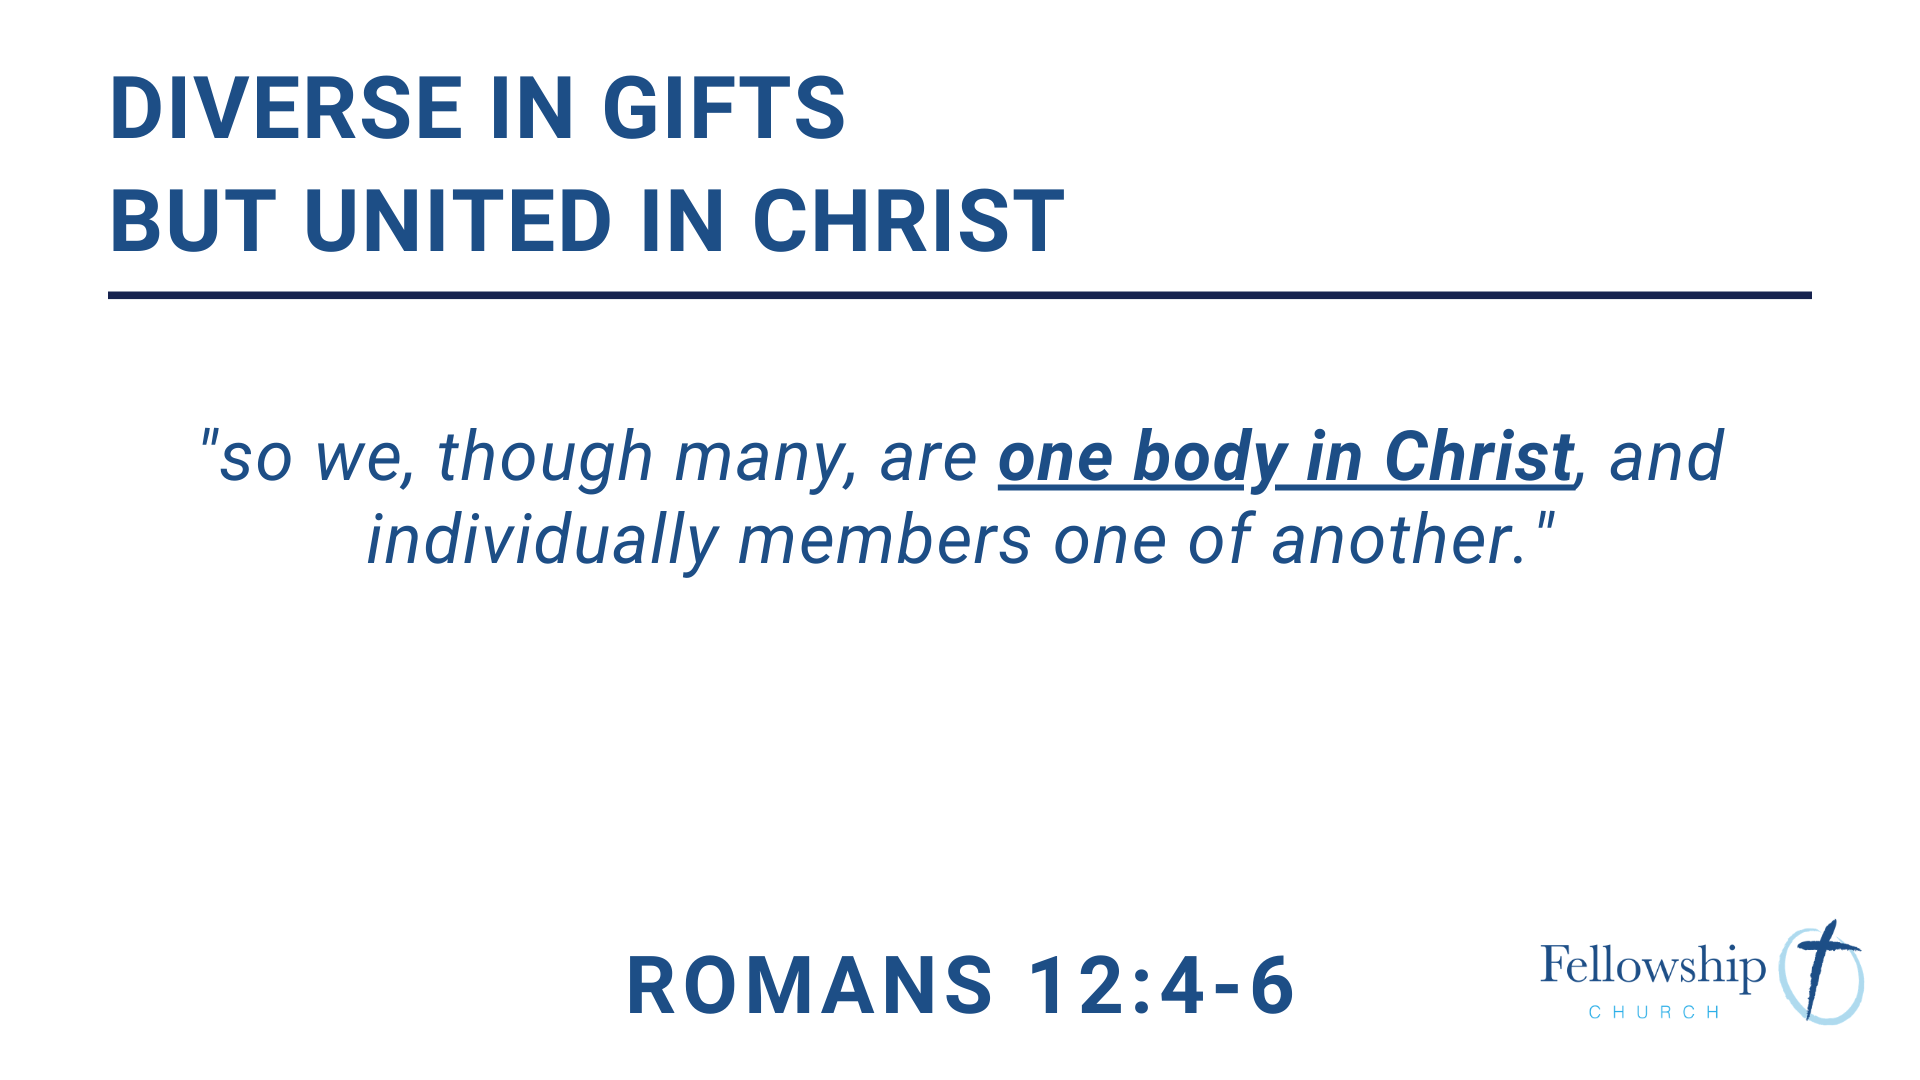 DIVERSE IN GIFTS
BUT UNITED IN CHRIST
"so we, though many, are one body in Christ, and
individually members one of another."
ROMANS 12:4-6
Fellowship
CHURCH